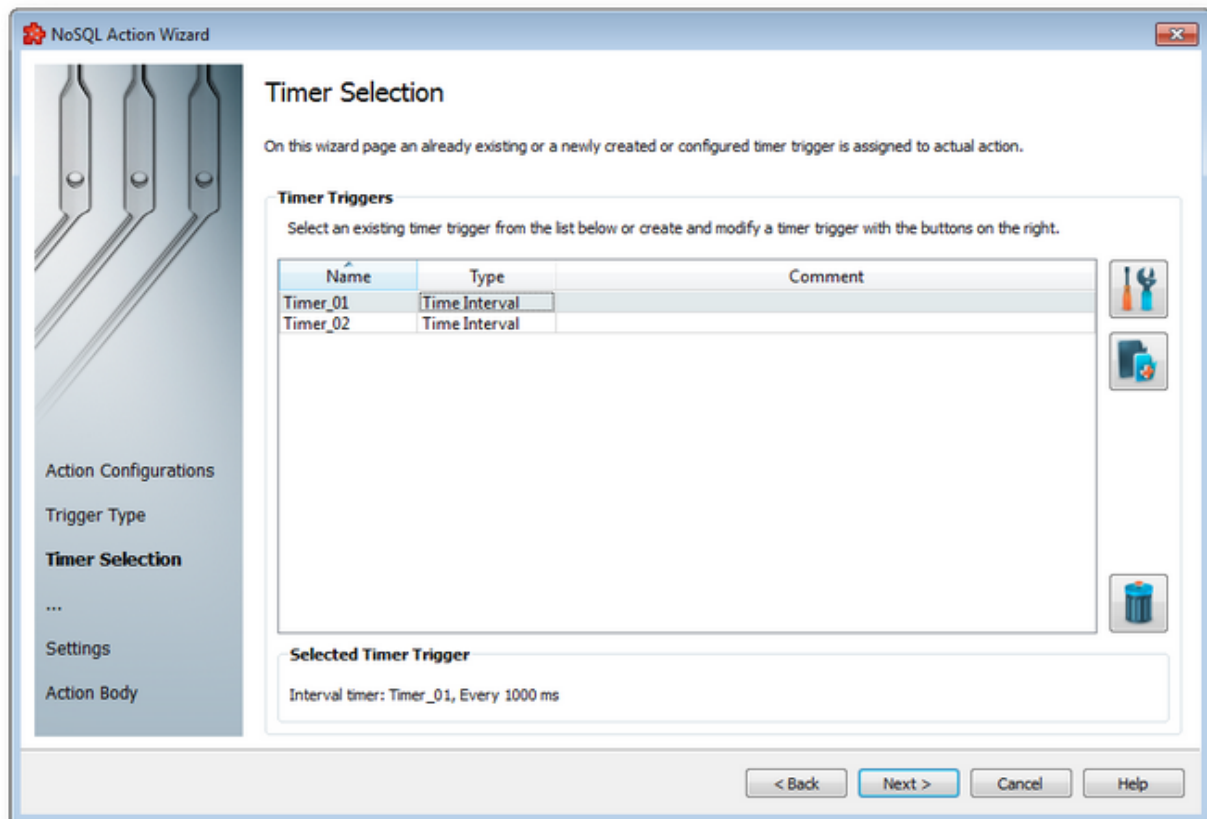 NoSQL Action Wizard
Timer Selection
On this wizard page an already existing or a newly created or configured timer trigger is assigned to actual action.
Timer Triggers
Select an existing timer trigger from the list below or create and modify a timer trigger with the buttons on the right.
Name Type Comment
Timer_01 Time Interval
Timer_02 Time Interval
Action Configurations
Trigger Type
Timer Selection
...
Settings
Action Body
Selected Timer Trigger
Interval timer: Timer_01, Every 1000 ms
< Back Next > Cancel Help